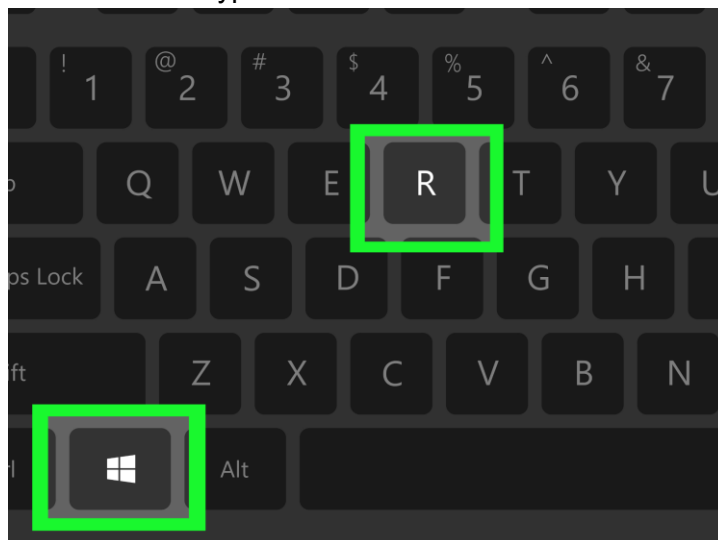 ! 1 @ 2 # 3 $ 4 % 5 ^ 6 & 7
Q W E R T Y U
ps Lock A S D F G H
ift Z X C V B N
Alt